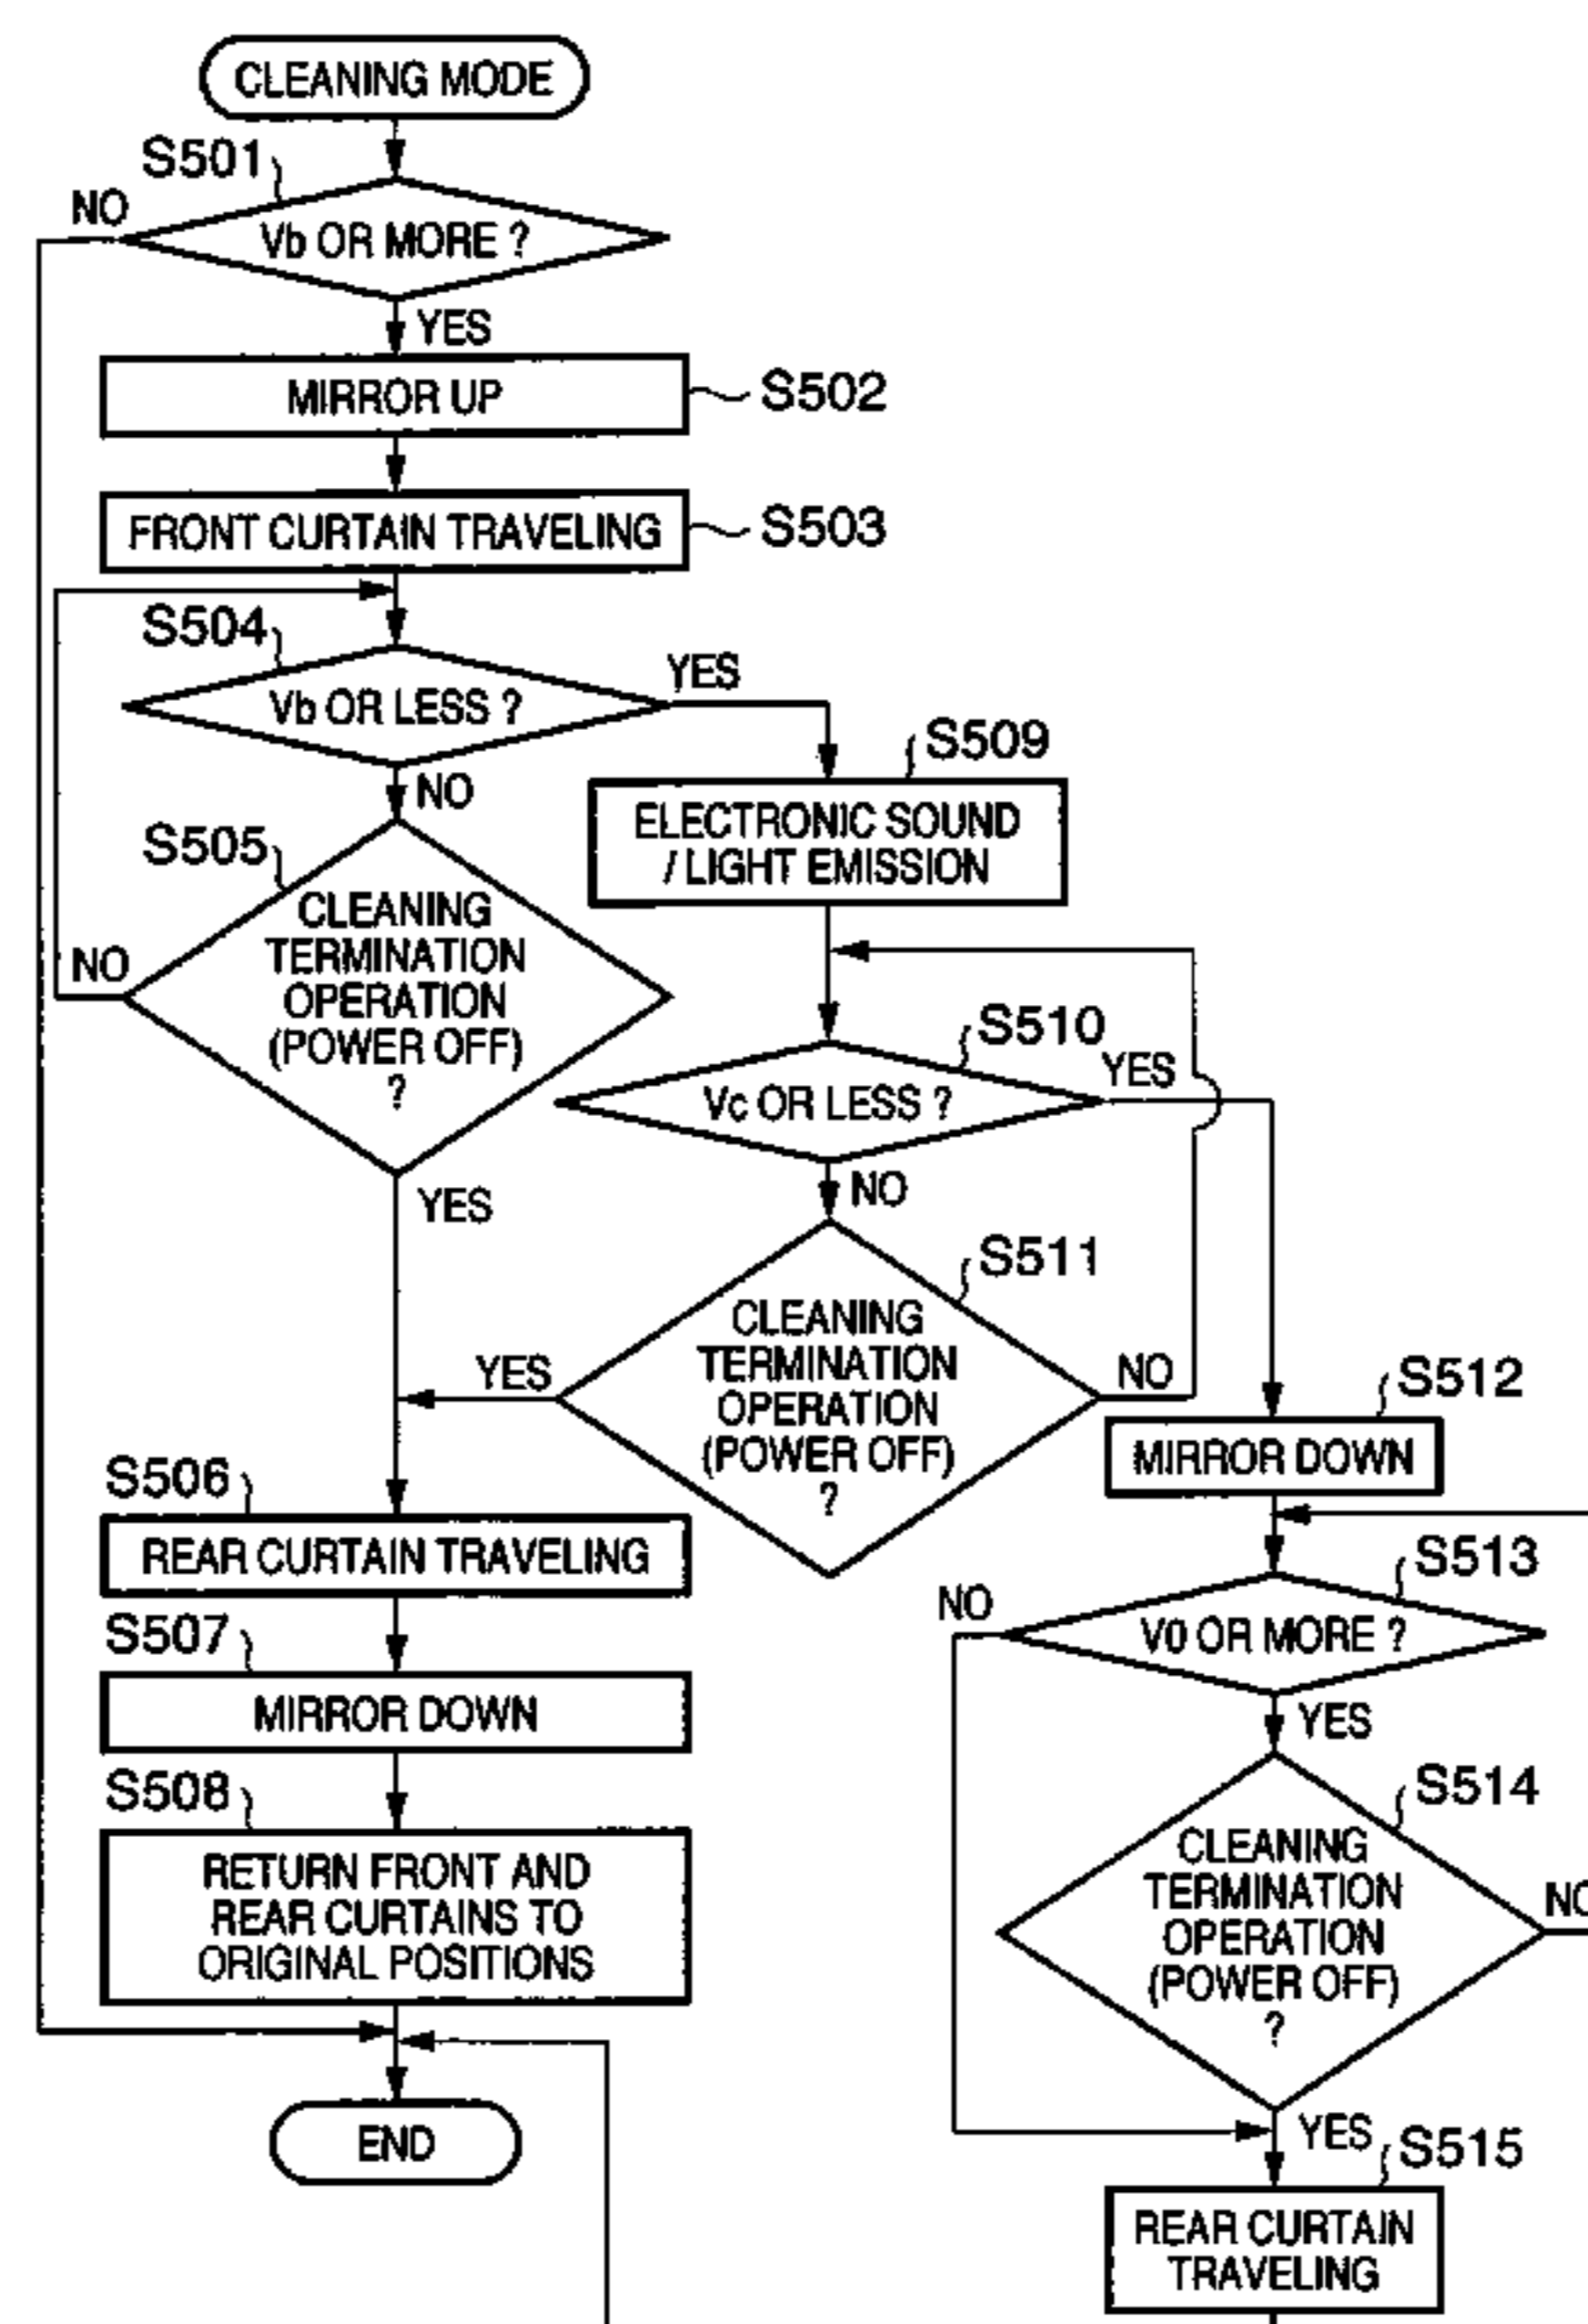 CLEANING MODE
S501
NO
Vb OR MORE ?
YES
MIRROR UP
S502
FRONT CURTAIN TRAVELING
S503
S504
Vb OR LESS ?
YES
NO
S509
ELECTRONIC SOUND
/ LIGHT EMISSION
S505
CLEANING
TERMINATION
OPERATION
(POWER OFF)
?
NO
YES
S510
Vc OR LESS ?
YES
NO
S511
CLEANING
TERMINATION
OPERATION
(POWER OFF)
?
YES
NO
S506
REAR CURTAIN TRAVELING
S507
MIRROR DOWN
S508
RETURN FRONT AND
REAR CURTAINS TO
ORIGINAL POSITIONS
END
S512
MIRROR DOWN
S513
NO
V0 OR MORE ?
YES
S514
CLEANING
TERMINATION
OPERATION
(POWER OFF)
?
NO
YES
S515
REAR CURTAIN
TRAVELING